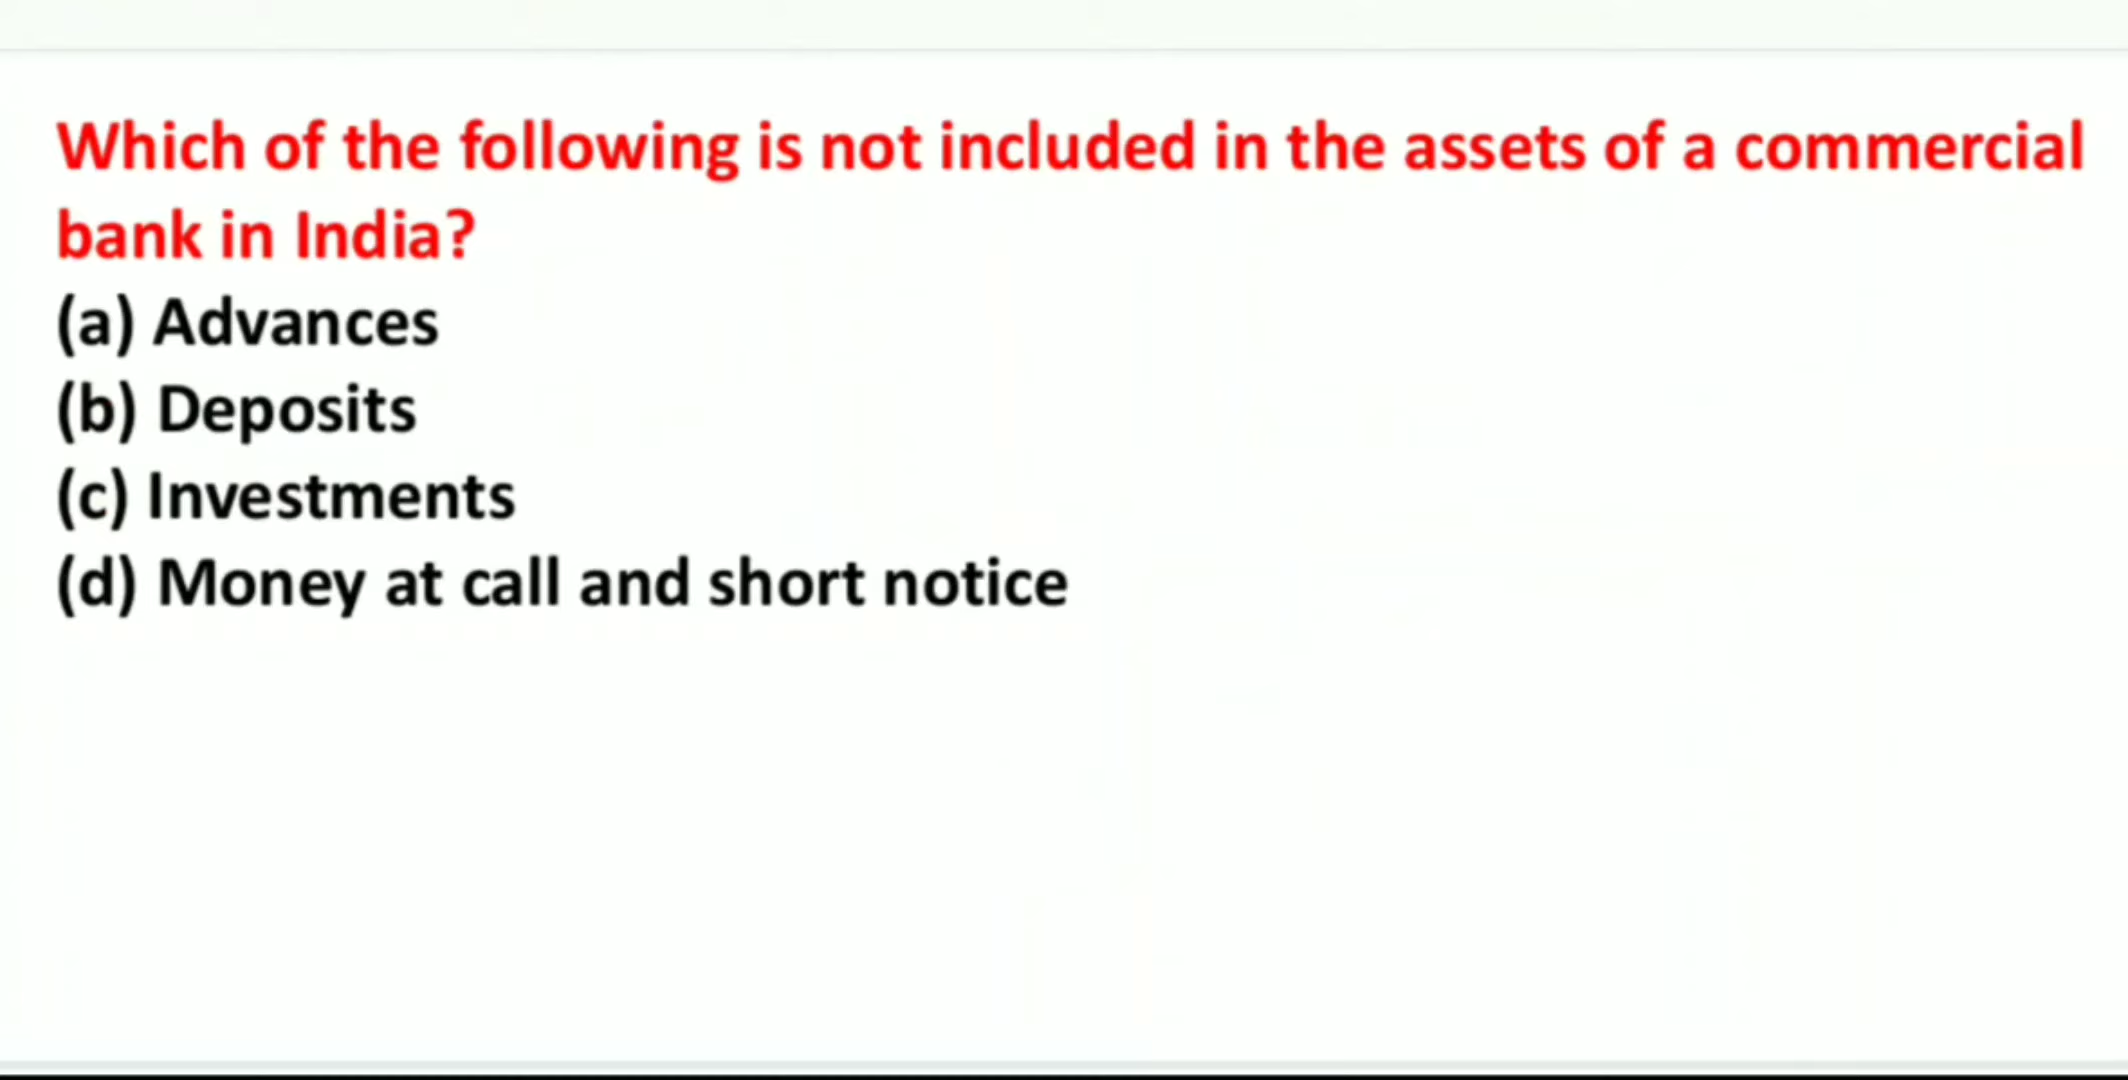 Which of the following is not included in the assets of a commercial
bank in India?
(a) Advances
(b) Deposits
(c) Investments
(d) Money at call and short notice